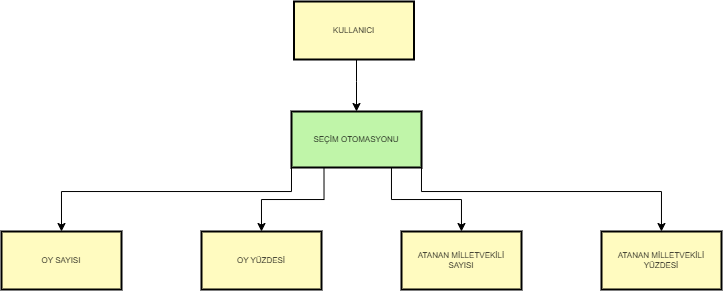 KULLANICI
SEÇİM OTOMASYONU
OY SAYISI
OY YÜZDESİ
ATANAN MİLLETVEKİLİ
SAYISI
ATANAN MİLLETVEKİLİ
YÜZDESİ